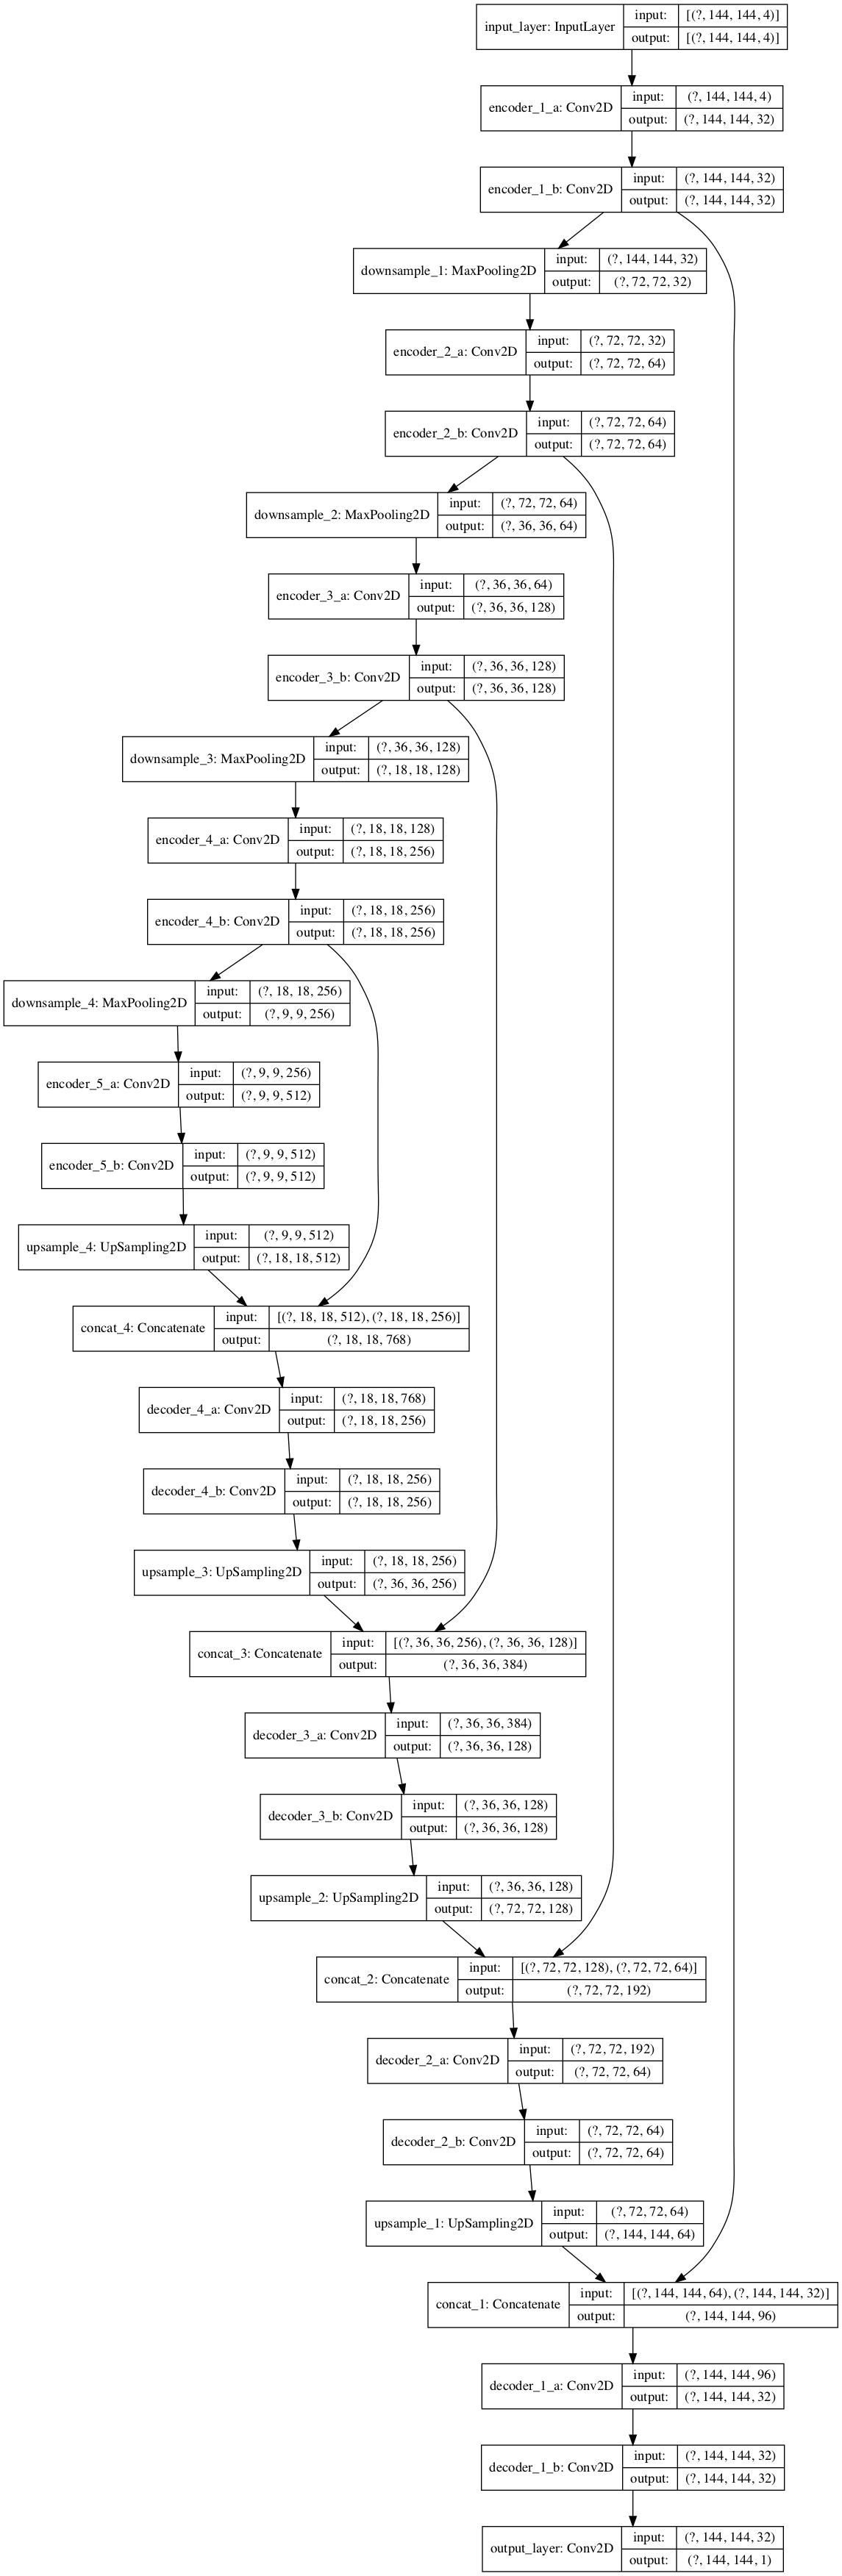 input_layer: InputLayer
input: [(?, 144, 144, 4)]
output: [(?, 144, 144, 4)]
encoder_1_a: Conv2D
input: (?, 144, 144, 4)
output: (?, 144, 144, 32)
encoder_1_b: Conv2D
input: (?, 144, 144, 32)
output: (?, 144, 144, 32)
downsample_1: MaxPooling2D
input: (?, 144, 144, 32)
output: (?, 72, 72, 32)
encoder_2_a: Conv2D
input: (?, 72, 72, 32)
output: (?, 72, 72, 64)
encoder_2_b: Conv2D
input: (?, 72, 72, 64)
output: (?, 72, 72, 64)
downsample_2: MaxPooling2D
input: (?, 72, 72, 64)
output: (?, 36, 36, 64)
encoder_3_a: Conv2D
input: (?, 36, 36, 64)
output: (?, 36, 36, 128)
encoder_3_b: Conv2D
input: (?, 36, 36, 128)
output: (?, 36, 36, 128)
downsample_3: MaxPooling2D
input: (?, 36, 36, 128)
output: (?, 18, 18, 128)
encoder_4_a: Conv2D
input: (?, 18, 18, 128)
output: (?, 18, 18, 256)
encoder_4_b: Conv2D
input: (?, 18, 18, 256)
output: (?, 18, 18, 256)
downsample_4: MaxPooling2D
input: (?, 18, 18, 256)
output: (?, 9, 9, 256)
encoder_5_a: Conv2D
input: (?, 9, 9, 256)
output: (?, 9, 9, 512)
encoder_5_b: Conv2D
input: (?, 9, 9, 512)
output: (?, 9, 9, 512)
upsample_4: UpSampling2D
input: (?, 9, 9, 512)
output: (?, 18, 18, 512)
concat_4: Concatenate
input: [(?, 18, 18, 512), (?, 18, 18, 256)]
output: (?, 18, 18, 768)
decoder_4_a: Conv2D
input: (?, 18, 18, 768)
output: (?, 18, 18, 256)
decoder_4_b: Conv2D
input: (?, 18, 18, 256)
output: (?, 18, 18, 256)
upsample_3: UpSampling2D
input: (?, 18, 18, 256)
output: (?, 36, 36, 256)
concat_3: Concatenate
input: [(?, 36, 36, 256), (?, 36, 36, 128)]
output: (?, 36, 36, 384)
decoder_3_a: Conv2D
input: (?, 36, 36, 384)
output: (?, 36, 36, 128)
decoder_3_b: Conv2D
input: (?, 36, 36, 128)
output: (?, 36, 36, 128)
upsample_2: UpSampling2D
input: (?, 36, 36, 128)
output: (?, 72, 72, 128)
concat_2: Concatenate
input: [(?, 72, 72, 128), (?, 72, 72, 64)]
output: (?, 72, 72, 192)
decoder_2_a: Conv2D
input: (?, 72, 72, 192)
output: (?, 72, 72, 64)
decoder_2_b: Conv2D
input: (?, 72, 72, 64)
output: (?, 72, 72, 64)
upsample_1: UpSampling2D
input: (?, 72, 72, 64)
output: (?, 144, 144, 64)
concat_1: Concatenate
input: [(?, 144, 144, 64), (?, 144, 144, 32)]
output: (?, 144, 144, 96)
decoder_1_a: Conv2D
input: (?, 144, 144, 96)
output: (?, 144, 144, 32)
decoder_1_b: Conv2D
input: (?, 144, 144, 32)
output: (?, 144, 144, 32)
output_layer: Conv2D
input: (?, 144, 144, 32)
output: (?, 144, 144, 1)